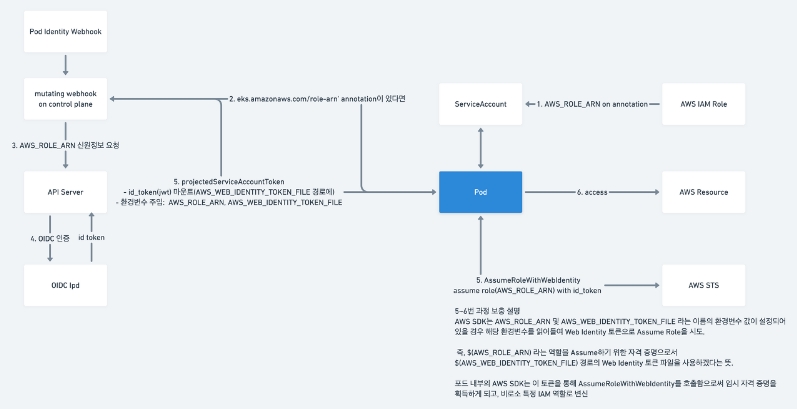 Pod Identity Webhook
mutating webhook
on control plane
2. eks.amazonaws.com/role-arn` annotation이 있다면
ServiceAccount
1. AWS_ROLE_ARN on annotation
AWS IAM Role
3. AWS_ROLE_ARN 신원정보 요청
API Server
5. projectedServiceAccountToken
- id_token(jwt) 마운트(AWS_WEB_IDENTITY_TOKEN_FILE 경로에)
- 환경변수 주입: AWS_ROLE_ARN, AWS_WEB_IDENTITY_TOKEN_FILE
Pod
6. access
AWS Resource
4. OIDC 인증
id token
OIDC Ipd
5. AssumeRoleWithWebIdentity
assume role(AWS_ROLE_ARN) with id_token
AWS STS
5-6번 과정 보충 설명
AWS SDK는 AWS_ROLE_ARN 및 AWS_WEB_IDENTITY_TOKEN_FILE 라는 이름의 환경변수 값이 설정되어
있을 경우 해당 환경변수를 읽어들여 Web Identity 토큰으로 Assume Role을 시도.
즉, $(AWS_ROLE_ARN) 라는 역할을 Assume하기 위한 자격 증명으로서
$(AWS_WEB_IDENTITY_TOKEN_FILE) 경로의 Web Identity 토큰 파일을 사용하겠다는 뜻.
포드 내부의 AWS SDK는 이 토큰을 통해 AssumeRoleWithWebIdentity를 호출함으로써 임시 자격 증명을
획득하게 되고, 비로소 특정 IAM 역할로 변신